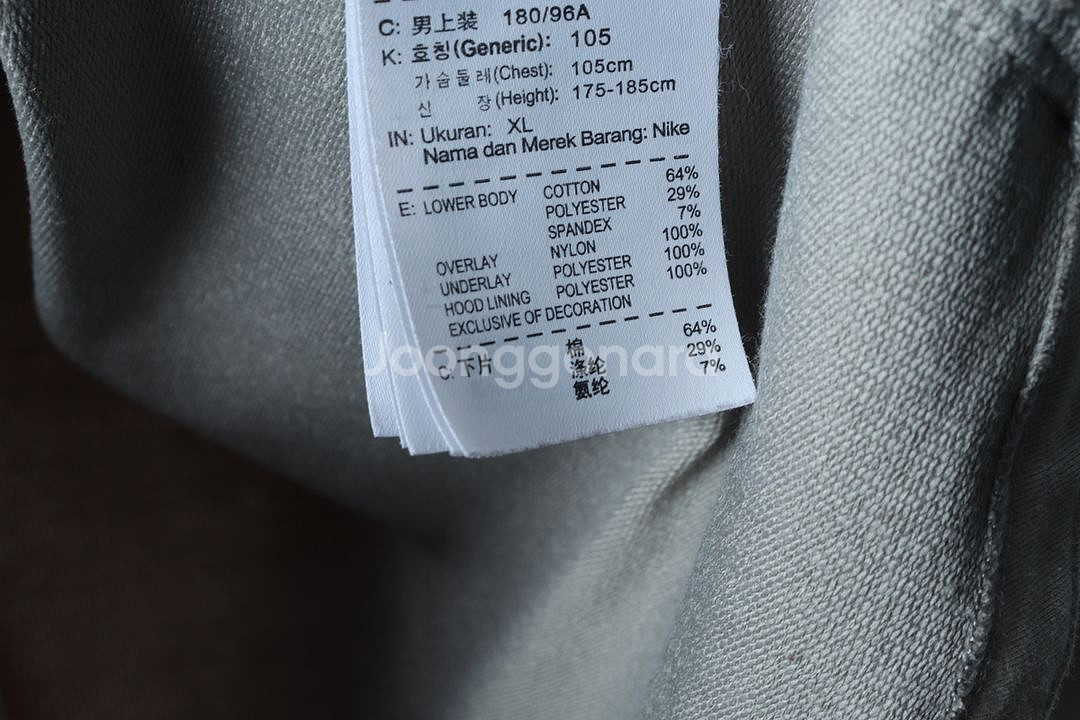 C: 男上装 180/96A
K: 호칭(Generic): 105
가슴둘레(Chest): 105cm
신 장(Height): 175-185cm
IN: Ukuran: XL
Nama dan Merek Barang: Nike
E: LOWER BODY COTTON 64%
POLYESTER 29%
SPANDEX 7%
OVERLAY NYLON 100%
UNDERLAY POLYESTER 100%
HOOD LINING POLYESTER 100%
EXCLUSIVE OF DECORATION
C: 下片 棉 64%
涤纶 29%
氨纶 7%
Joonggonara